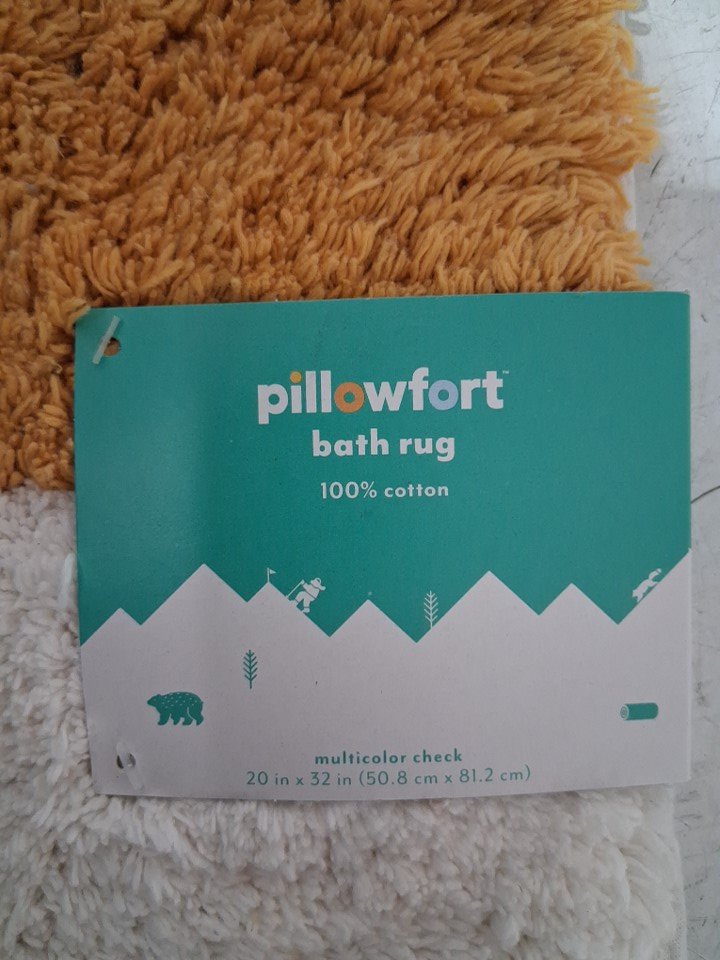 pillowfort™
bath rug
100% cotton
multicolor check
20 in x 32 in (50.8 cm x 81.2 cm)